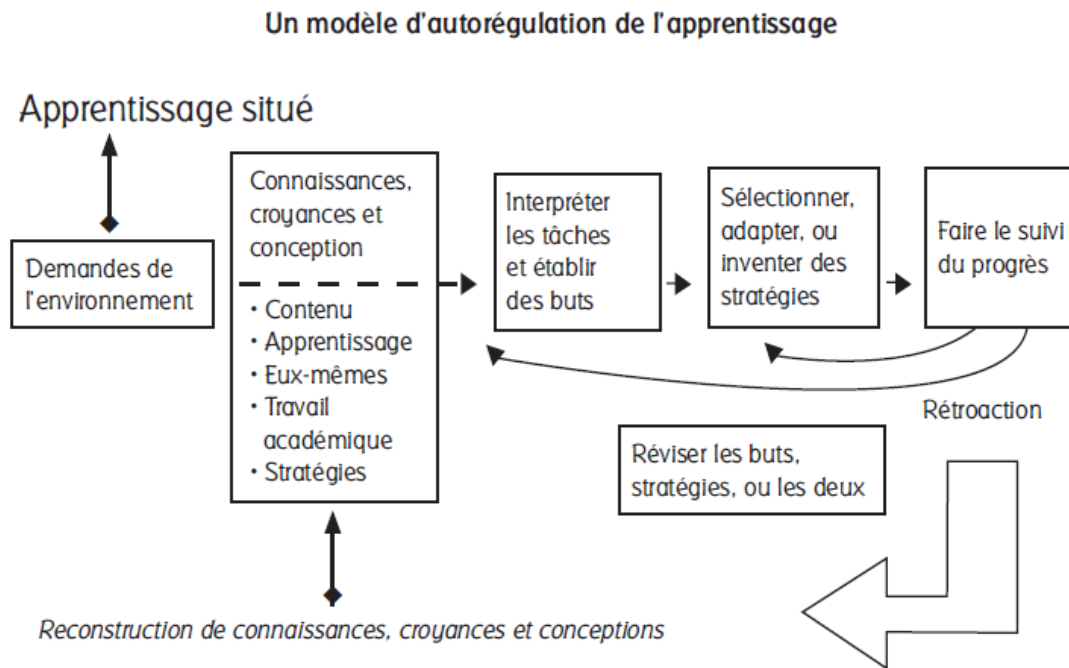 Un modèle d'autorégulation de l'apprentissage
Apprentissage situé
Demandes de
l'environnement
Connaissances,
croyances et
conception
• Contenu
• Apprentissage
• Eux-mêmes
• Travail
académique
• Stratégies
Interpréter
les tâches
et établir
des buts
Sélectionner,
adapter, ou
inventer des
stratégies
Faire le suivi
du progrès
Rétroaction
Réviser les buts,
stratégies, ou les deux
Reconstruction de connaissances, croyances et conceptions